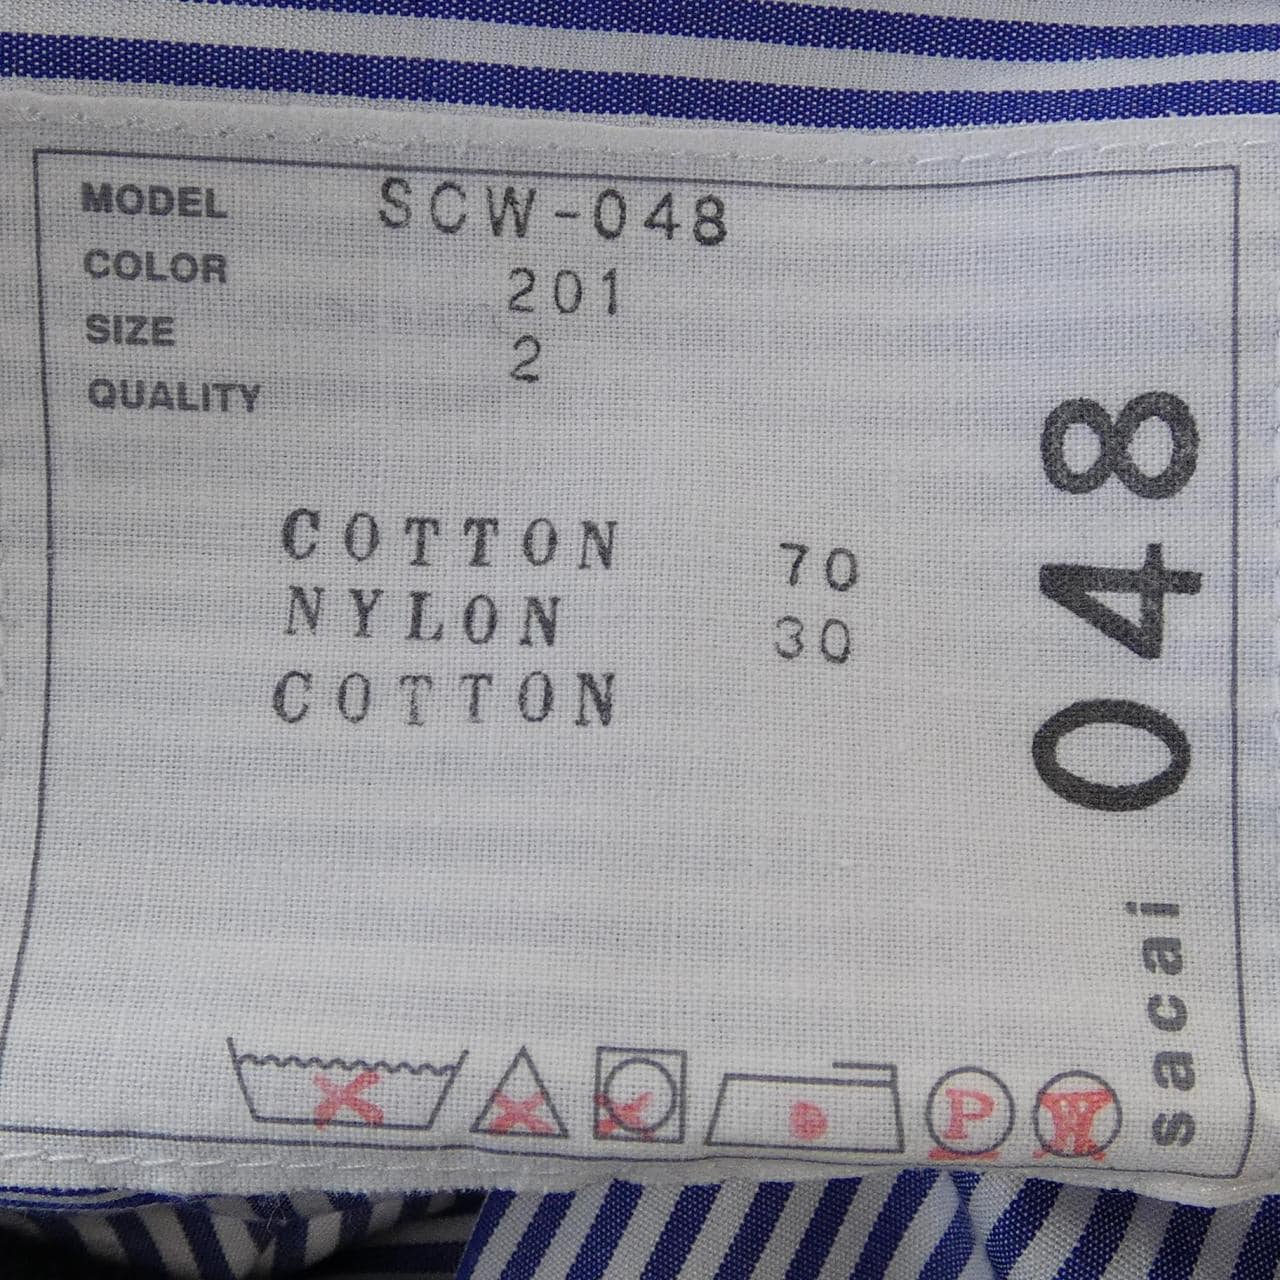 MODEL SCW-048
COLOR 201
SIZE 2
QUALITY
COTTON 70
NYLON 30
COTTON
sacai 048
P
W